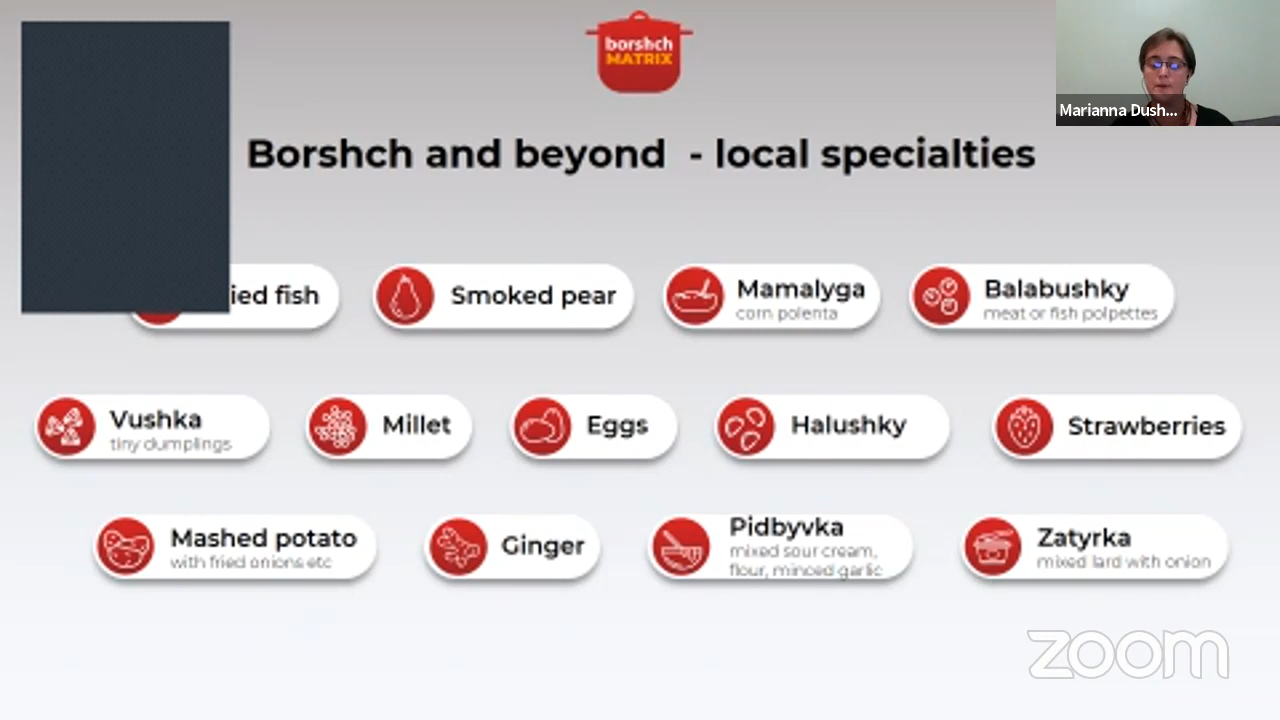 borshch
MATRIX
Marianna Dush...
Borshch and beyond - local specialties
fish
Smoked pear
Mamalyga
corn polenta
Balabushky
meat or fish polpettes
Vushka
tiny dumplings
Millet
Eggs
Halushky
Strawberries
Mashed potato
with fried onions etc
Ginger
Pidbyvka
mixed sour cream,
flour, minced garlic
Zatyrka
mixed lard with onion
zoom